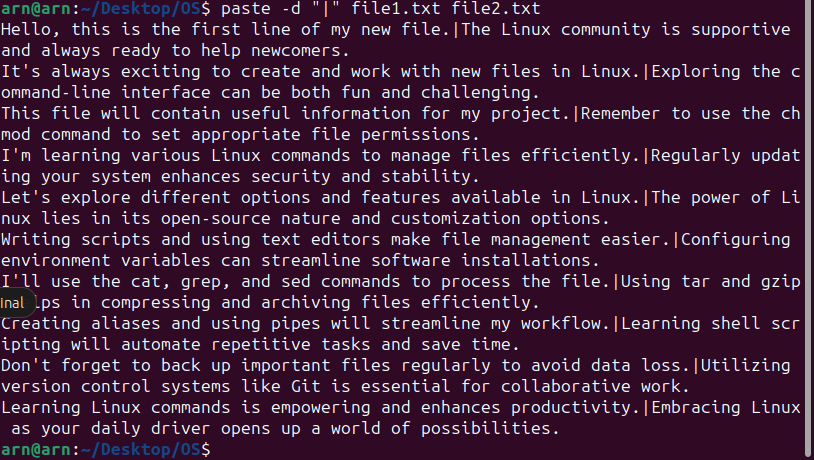 arn@arn:~/Desktop/OS$ paste -d "|" file1.txt file2.txt
Hello, this is the first line of my new file.|The Linux community is supportive
and always ready to help newcomers.
It's always exciting to create and work with new files in Linux.|Exploring the c
ommand-line interface can be both fun and challenging.
This file will contain useful information for my project.|Remember to use the ch
mod command to set appropriate file permissions.
I'm learning various Linux commands to manage files efficiently.|Regularly updat
ing your system enhances security and stability.
Let's explore different options and features available in Linux.|The power of Li
nux lies in its open-source nature and customization options.
Writing scripts and using text editors make file management easier.|Configuring
environment variables can streamline software installations.
I'll use the cat, grep, and sed commands to process the file.|Using tar and gzip
inal lps in compressing and archiving files efficiently.
Creating aliases and using pipes will streamline my workflow.|Learning shell scr
ipting will automate repetitive tasks and save time.
Don't forget to back up important files regularly to avoid data loss.|Utilizing
version control systems like Git is essential for collaborative work.
Learning Linux commands is empowering and enhances productivity.|Embracing Linux
 as your daily driver opens up a world of possibilities.
arn@arn:~/Desktop/OS$